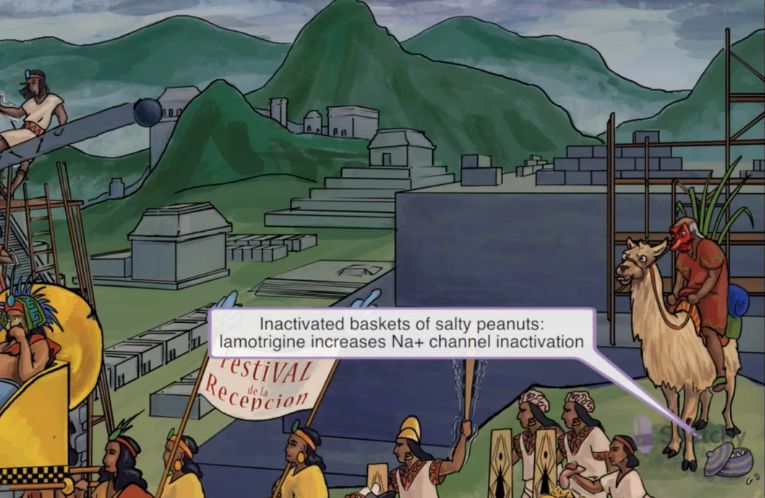 Inactivated baskets of salty peanuts:
lamotrigine increases Na+ channel inactivation
FestiVAL
de la
Recepcion